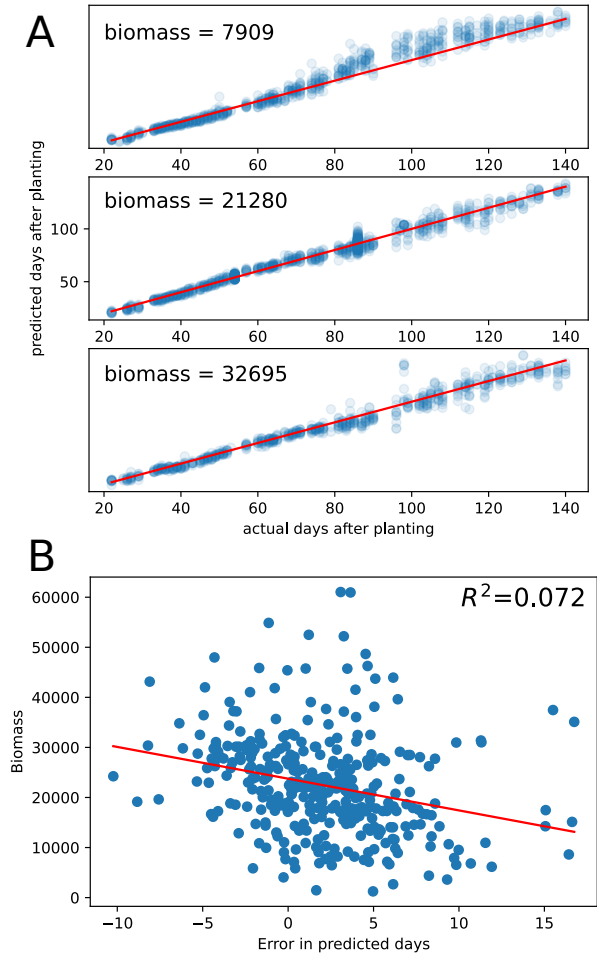 A
biomass = 7909
20 40 60 80 100 120 140
biomass = 21280
100
50
predicted days after planting
20 40 60 80 100 120 140
biomass = 32695
20 40 60 80 100 120 140
actual days after planting
B
R²=0.072
60000
50000
40000
30000
20000
10000
0
Biomass
−10 −5 0 5 10 15
Error in predicted days